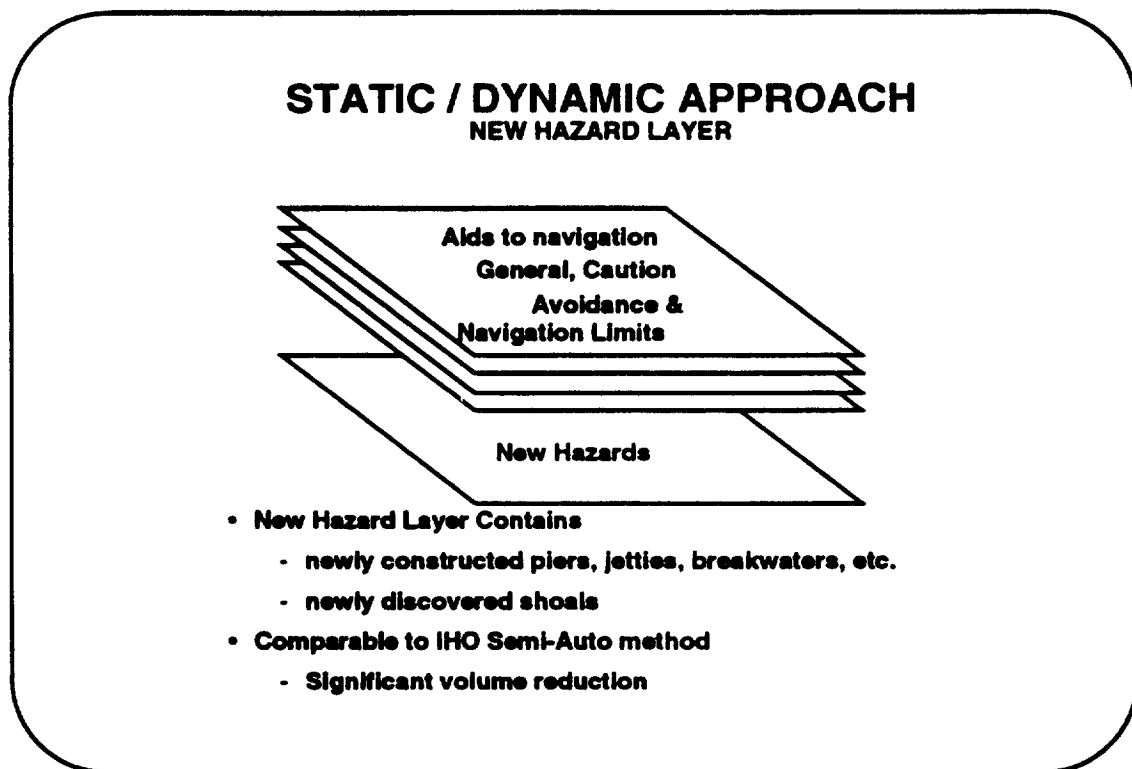 STATIC / DYNAMIC APPROACH
NEW HAZARD LAYER
Aids to navigation
General, Caution
Avoidance &
Navigation Limits
New Hazards
• New Hazard Layer Contains
- newly constructed piers, jetties, breakwaters, etc.
- newly discovered shoals
• Comparable to IHO Semi-Auto method
- Significant volume reduction